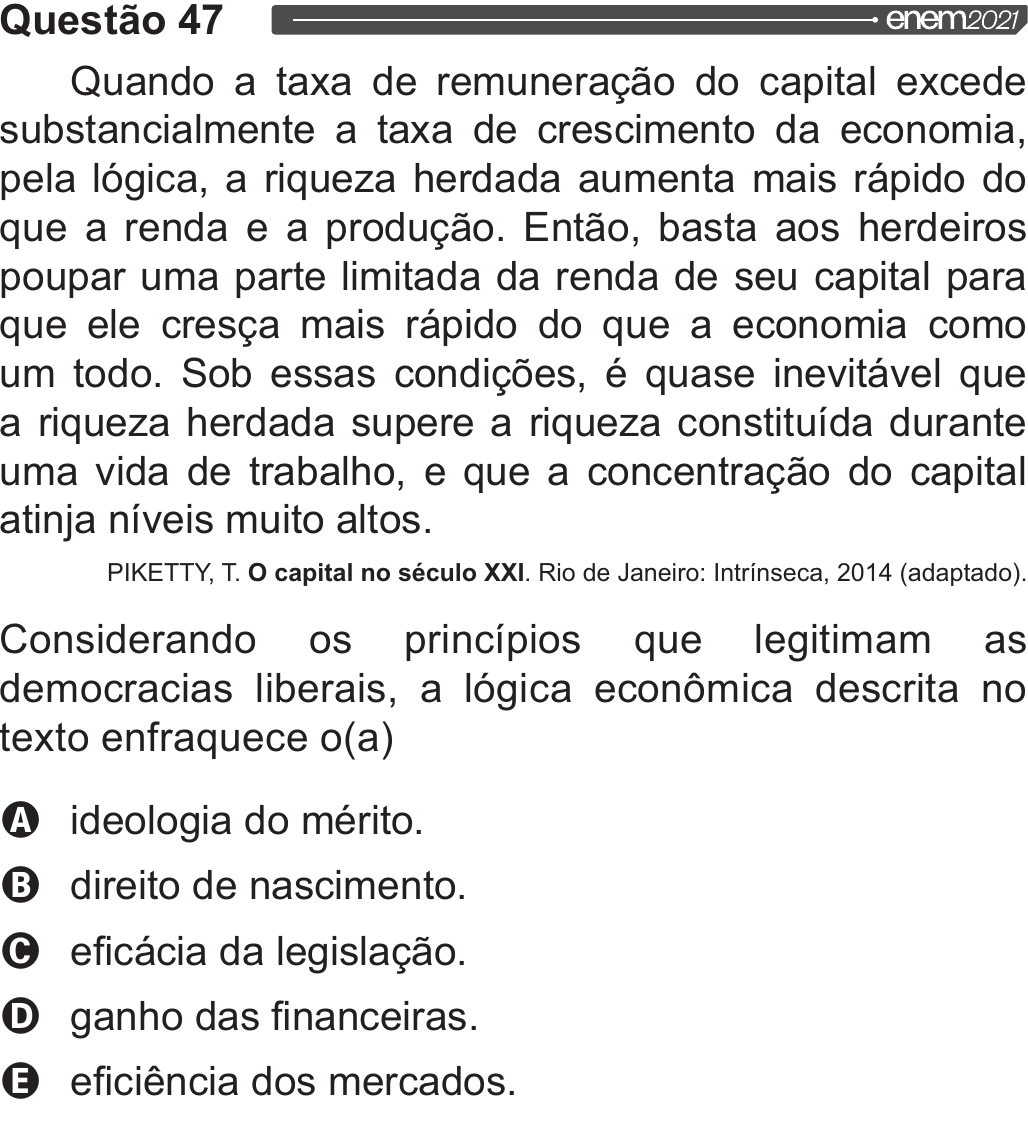 Questão 47 enem2021
Quando a taxa de remuneração do capital excede
substancialmente a taxa de crescimento da economia,
pela lógica, a riqueza herdada aumenta mais rápido do
que a renda e a produção. Então, basta aos herdeiros
poupar uma parte limitada da renda de seu capital para
que ele cresça mais rápido do que a economia como
um todo. Sob essas condições, é quase inevitável que
a riqueza herdada supere a riqueza constituída durante
uma vida de trabalho, e que a concentração do capital
atinja níveis muito altos.
PIKETTY, T. O capital no século XXI. Rio de Janeiro: Intrínseca, 2014 (adaptado).
Considerando os princípios que legitimam as
democracias liberais, a lógica econômica descrita no
texto enfraquece o(a)
A ideologia do mérito.
B direito de nascimento.
C eficácia da legislação.
D ganho das financeiras.
E eficiência dos mercados.